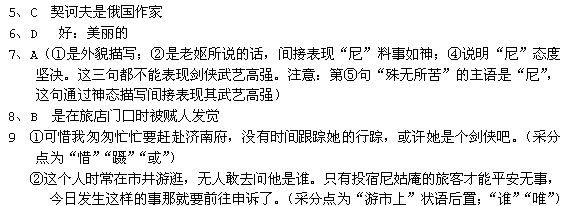 5、C 契诃夫是俄国作家
6、D 好：美丽的
7、A（①是外貌描写；②是老妪所说的话，间接表现“尼”料事如神；④说明“尼”态度
坚决。这三句都不能表现剑侠武艺高强。注意：第⑤句“殊无所苦”的主语是“尼”，
这句通过神态描写间接表现其武艺高强）
8、B 是在旅店门口时被贼人发觉
9 ①可惜我匆匆忙忙要赶赴济南府，没有时间跟踪她的行踪，或许她是个剑侠吧。（采分
点为“惜”“蹑”“或”）
②这个人时常在市井游逛，无人敢去问他是谁。只有投宿尼姑庵的旅客才能平安无事，
今日发生这样的事那就要前往申诉了。（采分点为“游市上”状语后置；“谁”“唯”）